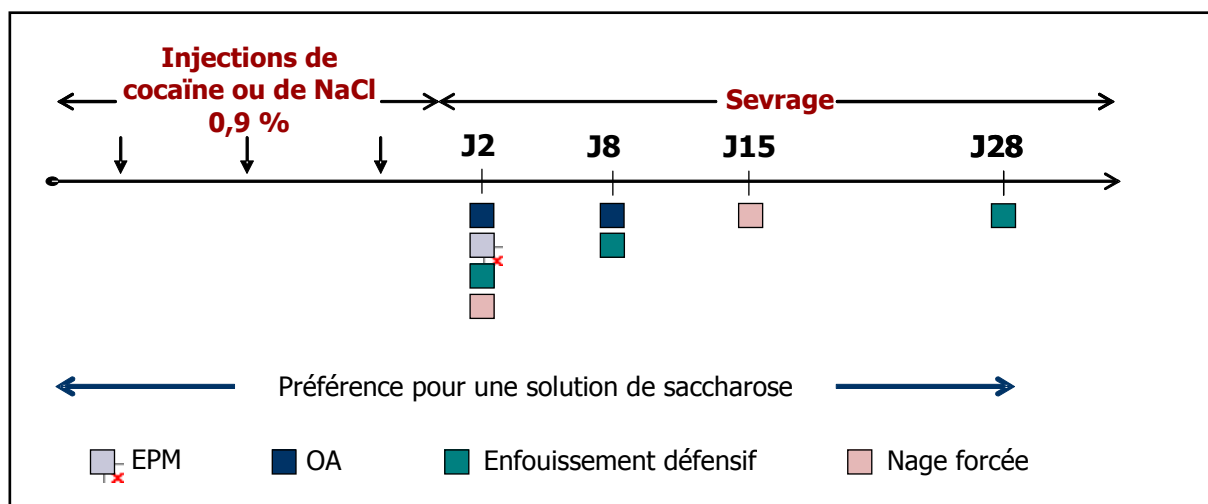 Injections de
cocaïne ou de NaCl
0,9 %
Sevrage
J2 J8 J15 J28
Préférence pour une solution de saccharose
EPM OA Enfouissement défensif Nage forcée